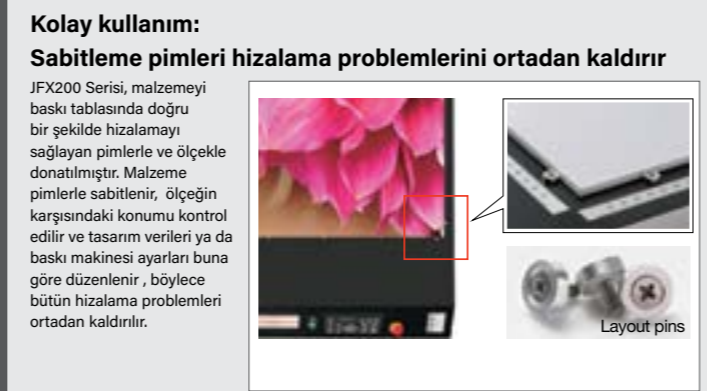 Kolay kullanım:
Sabitleme pimleri hizalama problemlerini ortadan kaldırır
JFX200 Serisi, malzemeyi
baskı tablasında doğru
bir şekilde hizalamayı
sağlayan pimlerle ve ölçekle
donatılmıştır. Malzeme
pimlerle sabitlenir, ölçeğin
karşısındaki konumu kontrol
edilir ve tasarım verileri ya da
baskı makinesi ayarları buna
göre düzenlenir , böylece
bütün hizalama problemleri
ortadan kaldırılır.
Layout pins